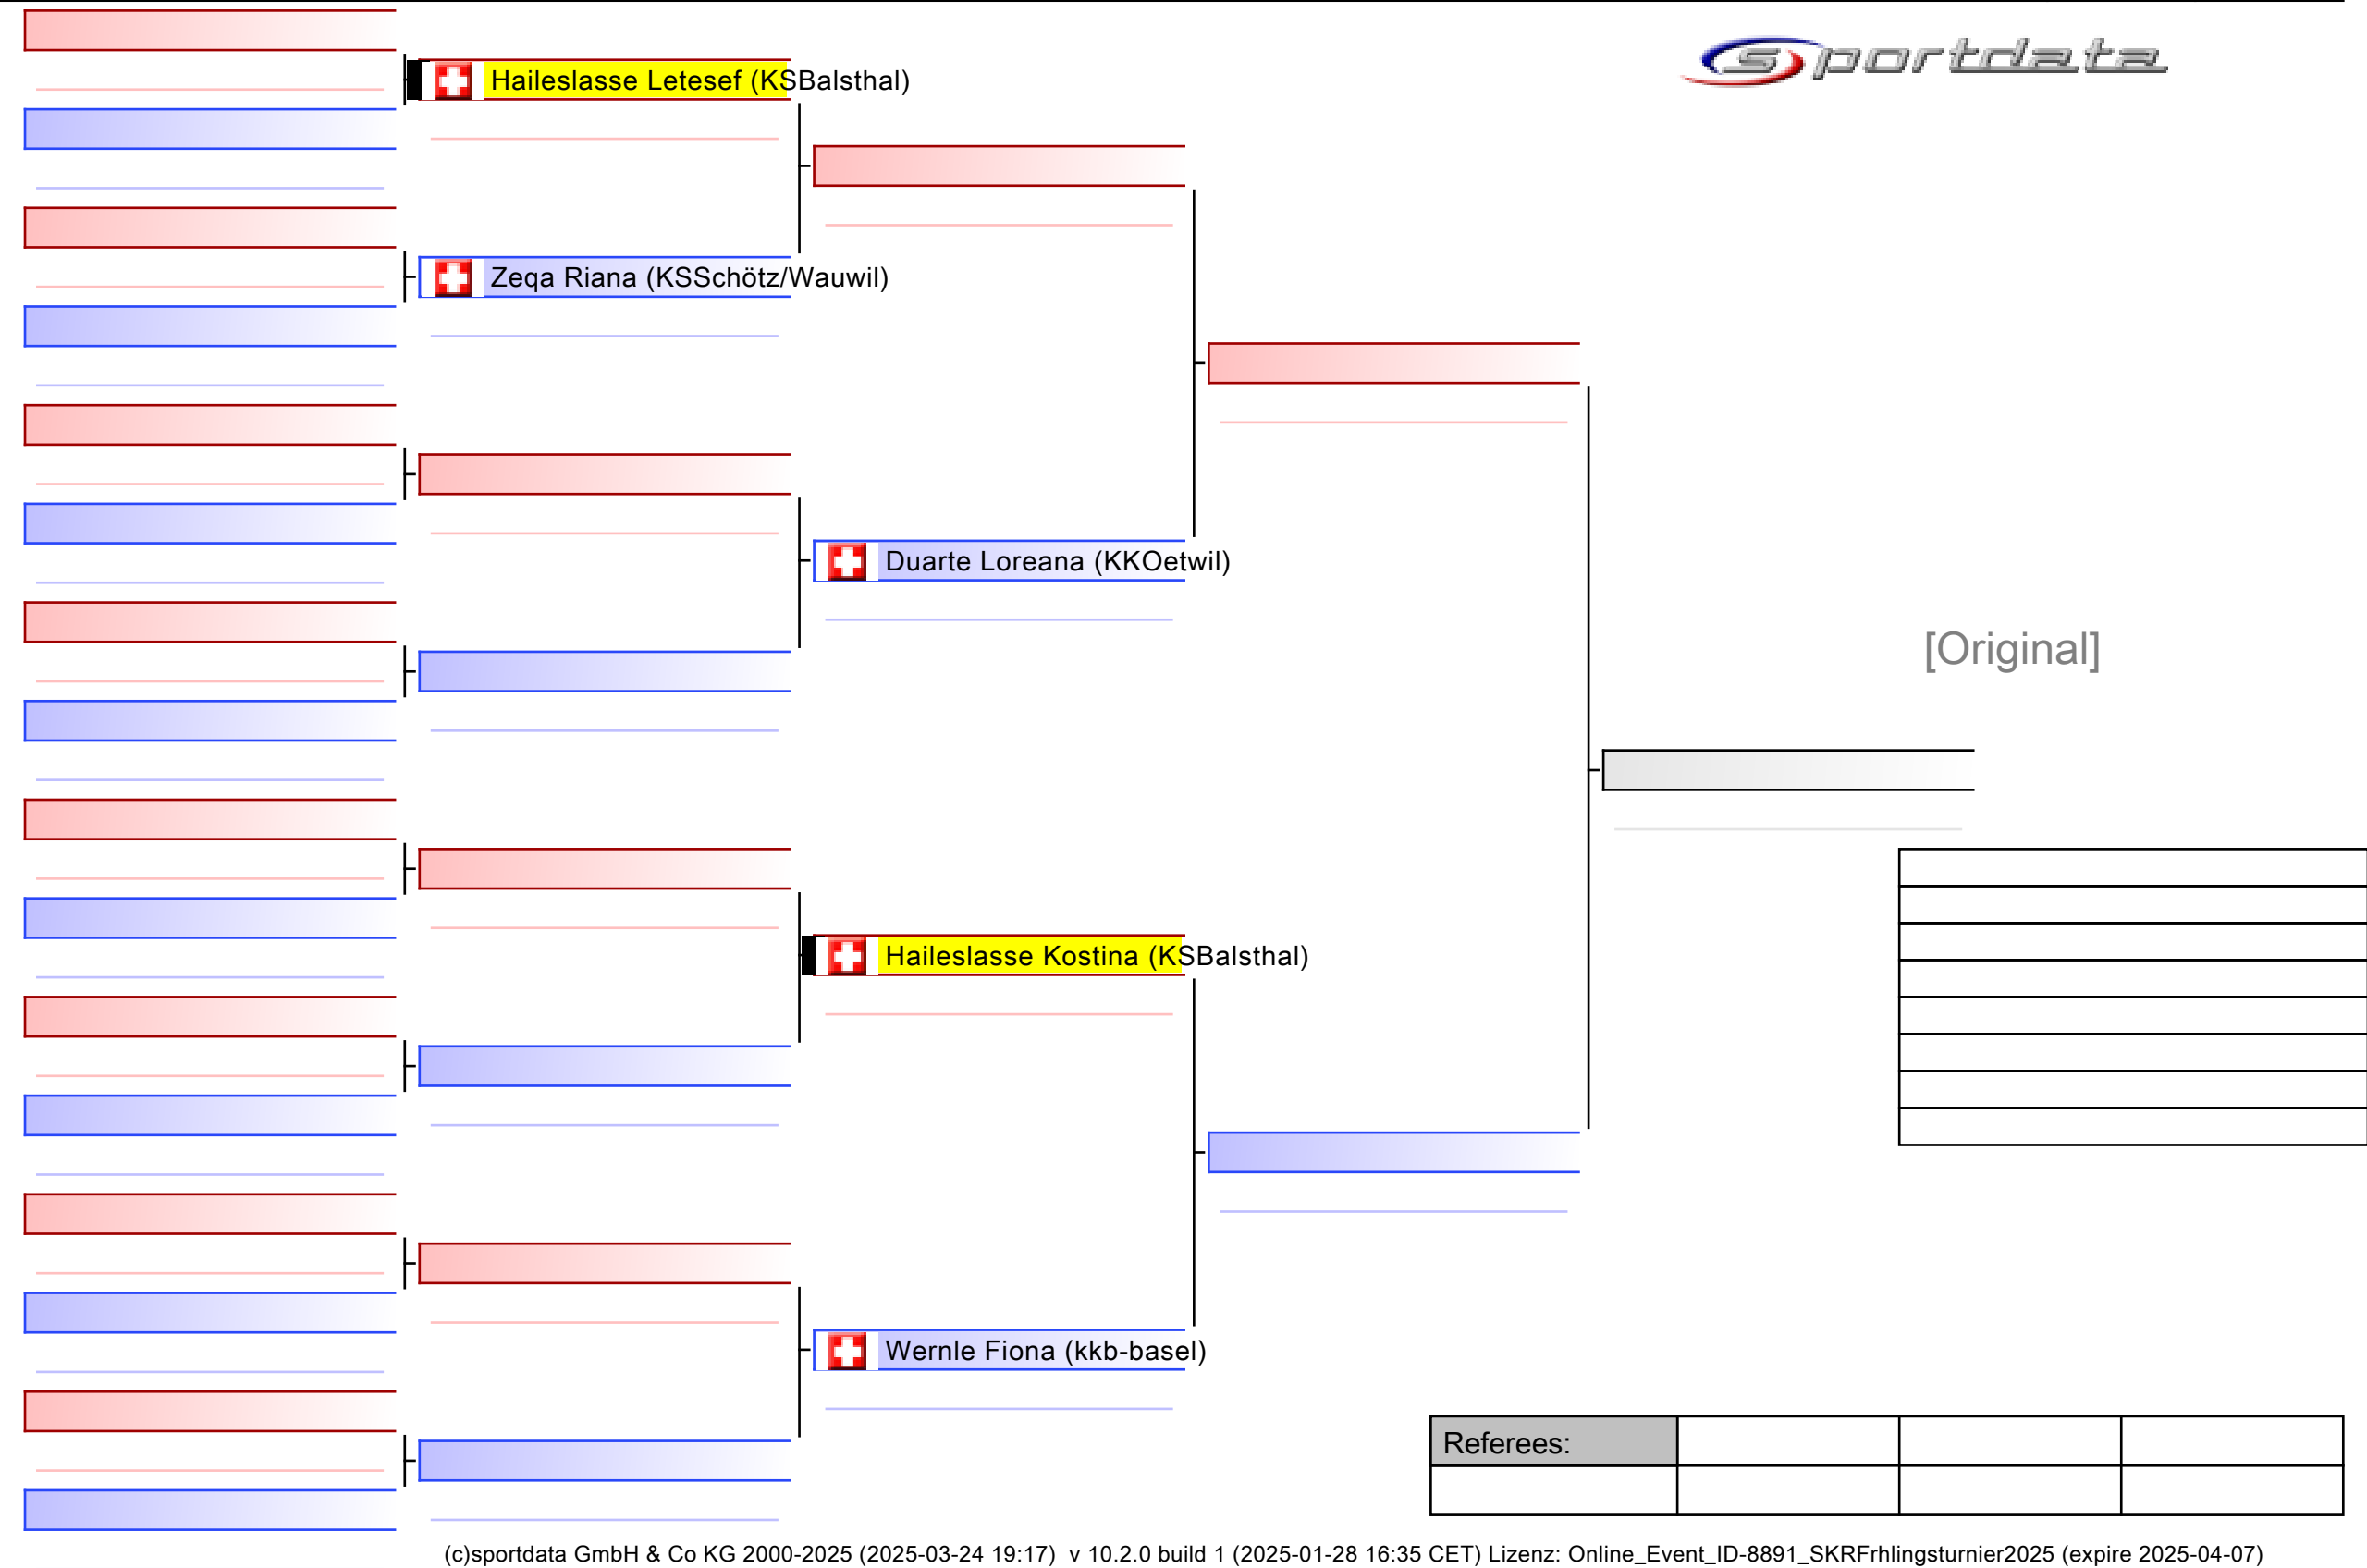 sportdata
Haileslasse Letesef (KSBalsthal)
Zeqa Riana (KSSchötz/Wauwil)
Duarte Loreana (KKOetwil)
[Original]
Haileslasse Kostina (KSBalsthal)
Wernle Fiona (kkb-basel)
Referees:
(c)sportdata GmbH & Co KG 2000-2025 (2025-03-24 19:17) v 10.2.0 build 1 (2025-01-28 16:35 CET) Lizenz: Online_Event_ID-8891_SKRFrhlingsturnier2025 (expire 2025-04-07)